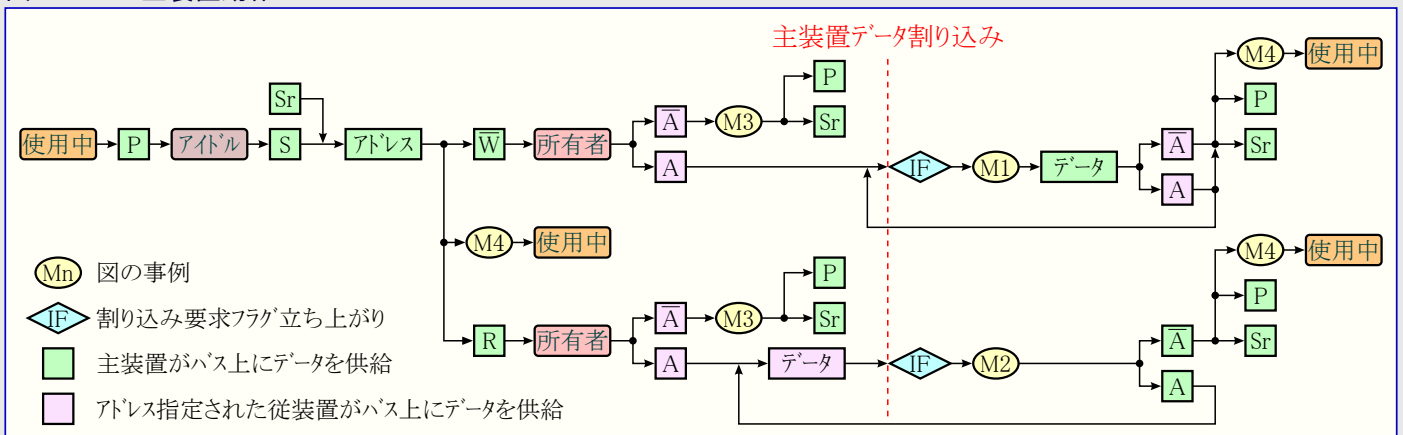 主装置データ割り込み
M4 使用中
P
Sr
P
A M3 Sr
使用中 P アイドル S アドレス W 所有者 A IF M1 データ A Sr
A
M4 使用中
Mn 図の事例
IF 割り込み要求フラグ立ち上がり
主装置がバス上にデータを供給
アドレス指定された従装置がバス上にデータを供給
R 所有者 A M3 P
Sr
A データ IF M2 A Sr
A
M4 使用中
P